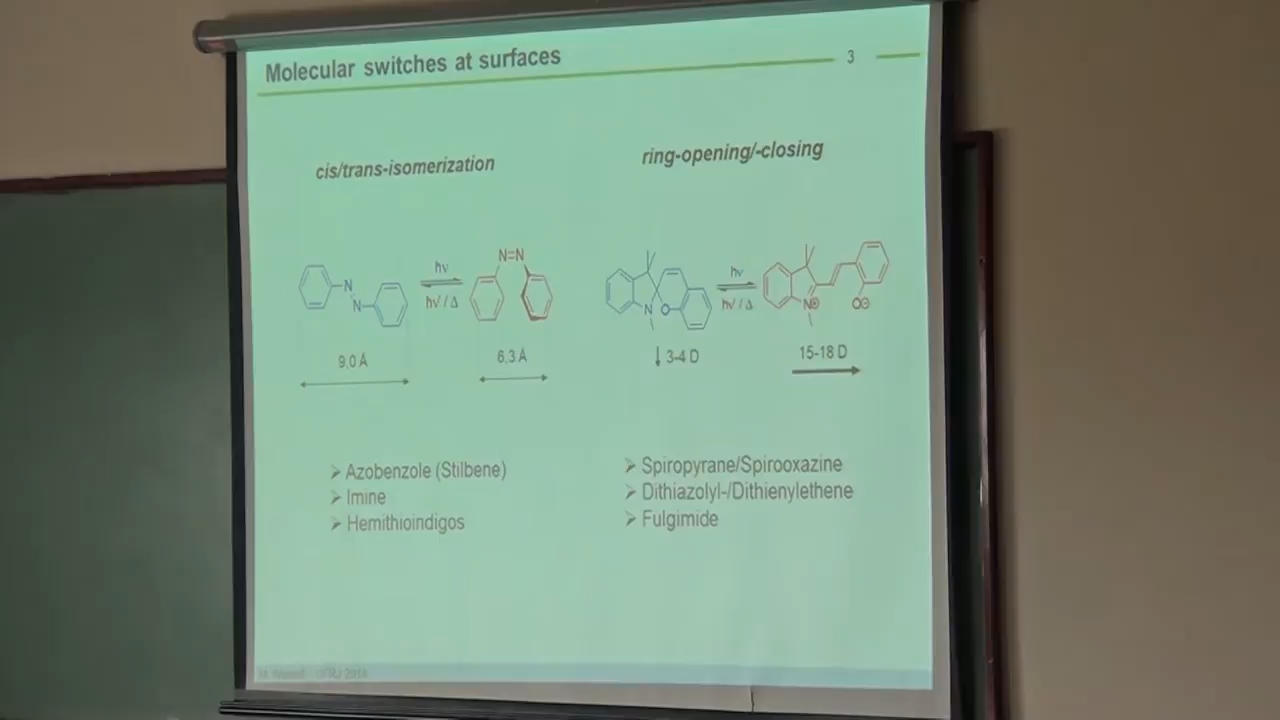 Molecular switches at surfaces
3
cis/trans-isomerization
ring-opening/-closing
N=N
N
N
hν
hν'/Δ
hν
hν'/Δ
N
O
N⊕
O⊖
9,0 Å
6,3 Å
3-4 D
15-18 D
➢ Azobenzole (Stilbene)
➢ Imine
➢ Hemithioindigos
➢ Spiropyrane/Spirooxazine
➢ Dithiazolyl-/Dithienylethene
➢ Fulgimide